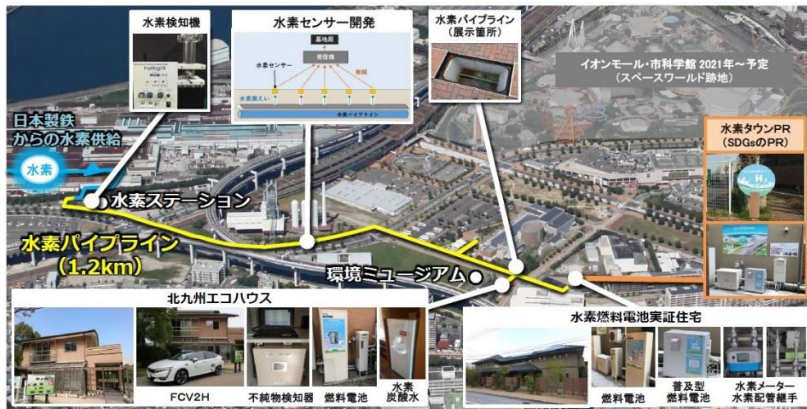 水素検知機
水素センサー開発
基地局
受信機
水素センサー
無線
水素漏えい
水素パイプライン
水素パイプライン
(展示箇所)
イオンモール・市科学館 2021年~予定
(スペースワールド跡地)
日本製鉄
からの水素供給
水素
水素ステーション
水素パイプライン
(1.2km)
環境ミュージアム
水素タウンPR
(SDGsのPR)
北九州エコハウス
FCV2H
不純物検知器
燃料電池
水素
炭酸水
水素燃料電池実証住宅
燃料電池
普及型
燃料電池
水素メーター
水素配管継手